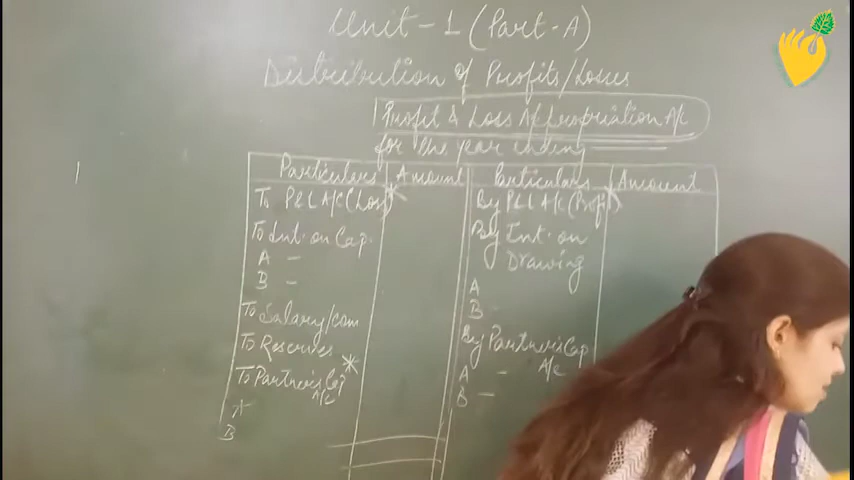 Unit-1 (Part-A)
Distribution of Profits/Losses
Profit & Loss Appropriation A/c
for the year ending
Particulars Amount Particulars Amount
To P&L A/c (Loss)
To Int. on Cap.
A -
B -
To Salary/com
To Reserves
To Partner's Cap
A/c
A
B
By P&L A/c (Profit)
By Int. on
Drawing
A
B -
By Partner's Cap
A/c
A -
B -